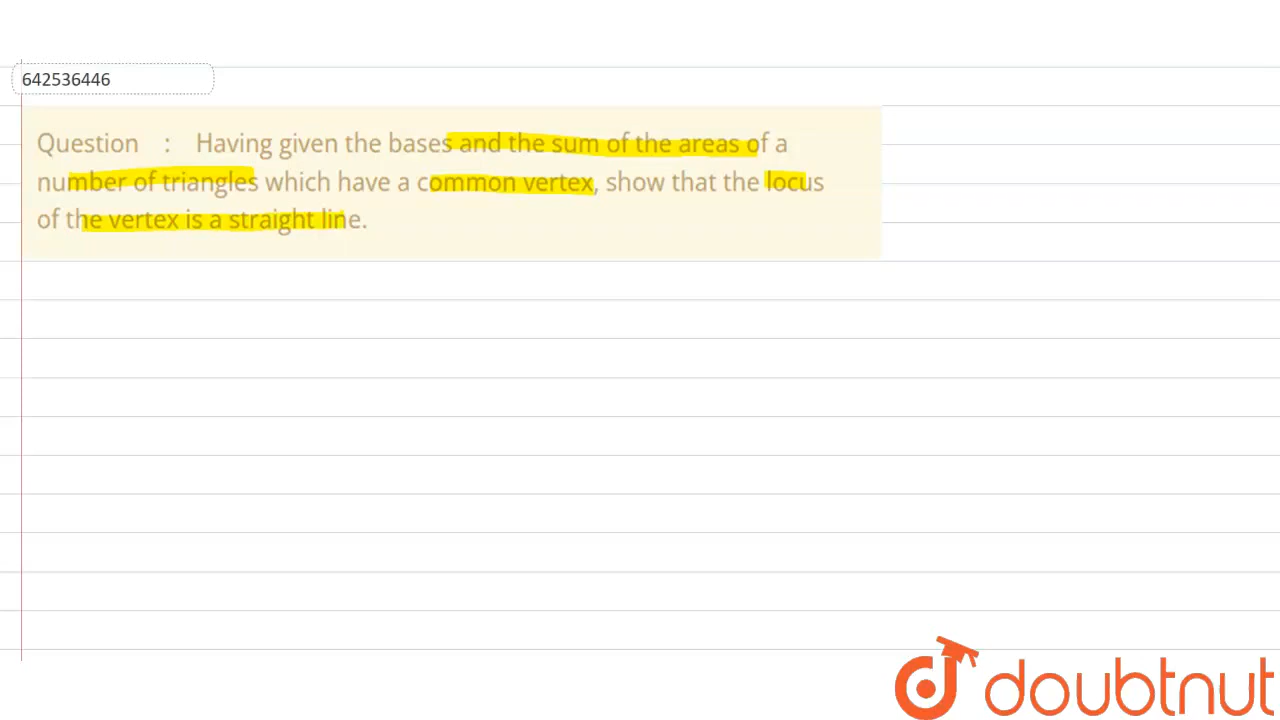 642536446
Question : Having given the bases and the sum of the areas of a
number of triangles which have a common vertex, show that the locus
of the vertex is a straight line.
doubtnut